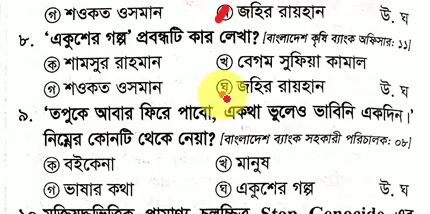 গ শওকত ওসমান ঘ জহির রায়হান উ. ঘ
৮. ‘একুশের গল্প’ প্রবন্ধটি কার লেখা? [বাংলাদেশ কৃষি ব্যাংক অফিসার: ১১]
ক শামসুর রাহমান খ বেগম সুফিয়া কামাল
গ শওকত ওসমান ঘ জহির রায়হান উ. ঘ
৯. ‘তপুকে আবার ফিরে পাবো, একথা ভুলেও ভাবিনি একদিন।’
নিম্নের কোনটি থেকে নেয়া? [বাংলাদেশ ব্যাংক সহকারী পরিচালক: ০৮]
ক বইকেনা খ মানুষ
গ ভাষার কথা ঘ একুশের গল্প উ. ঘ